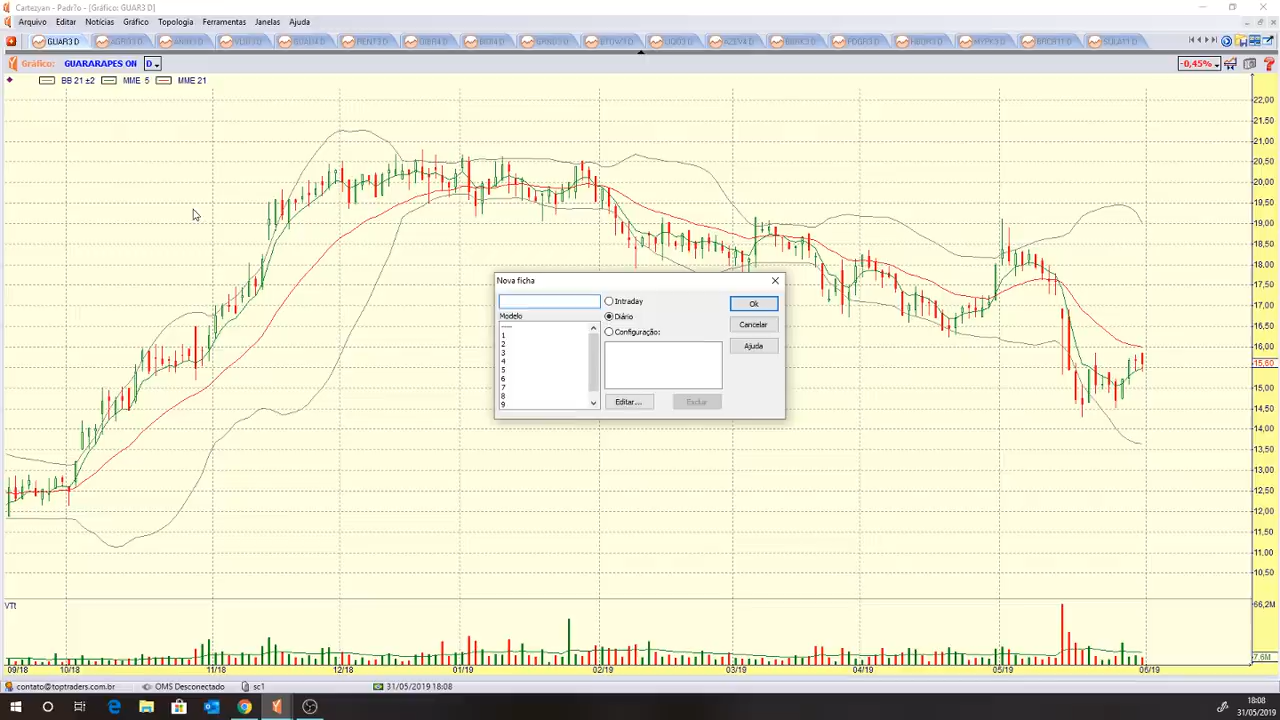 Cartezyan - Padr?o - [Gráfico: GUAR3 D]
Arquivo Editar Notícias Gráfico Topologia Ferramentas Janelas Ajuda
GUAR3 D
Gráfico: GUARARAPES ON D -0,45%
BB 21 ±2 MME 5 MME 21
22,00
21,50
21,00
20,50
20,00
19,50
19,00
18,50
18,00
17,50
17,00
16,50
16,00
15,60
15,00
14,50
14,00
13,50
13,00
12,50
12,00
11,50
11,00
10,50
Nova ficha
Intraday
Diário
Configuração:
Modelo
----
1
2
3
4
5
6
7
8
9
Ok
Cancelar
Ajuda
Editar...
Excluir
VTt
66,2M
7,6M
09/18 10/18 11/18 12/18 01/19 02/19 03/19 04/19 05/19 06/19
contato@toptraders.com.br OMS Desconectado sc1 31/05/2019 18:08
18:08
31/05/2019